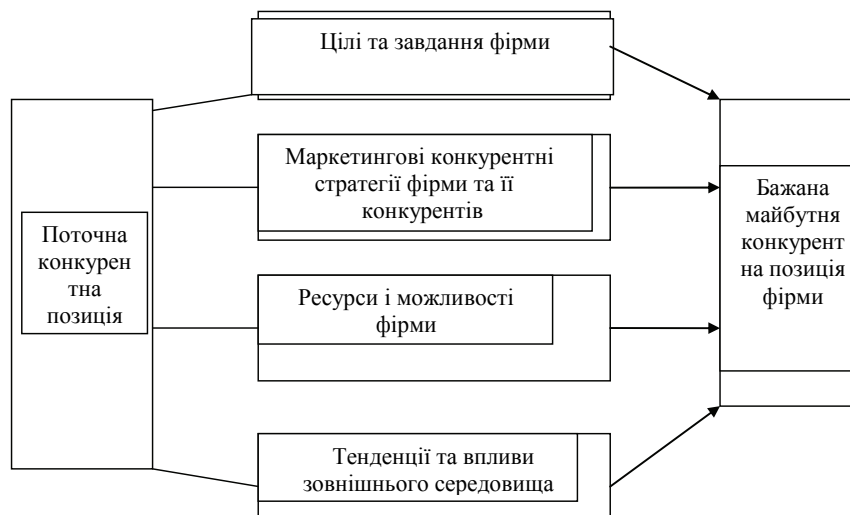 Цілі та завдання фірми
Маркетингові конкурентні
стратегії фірми та її
конкурентів
Поточна
конкурен
тна
позиція
Бажана
майбутня
конкурент
на позиція
фірми
Ресурси і можливості
фірми
Тенденції та впливи
зовнішнього середовища